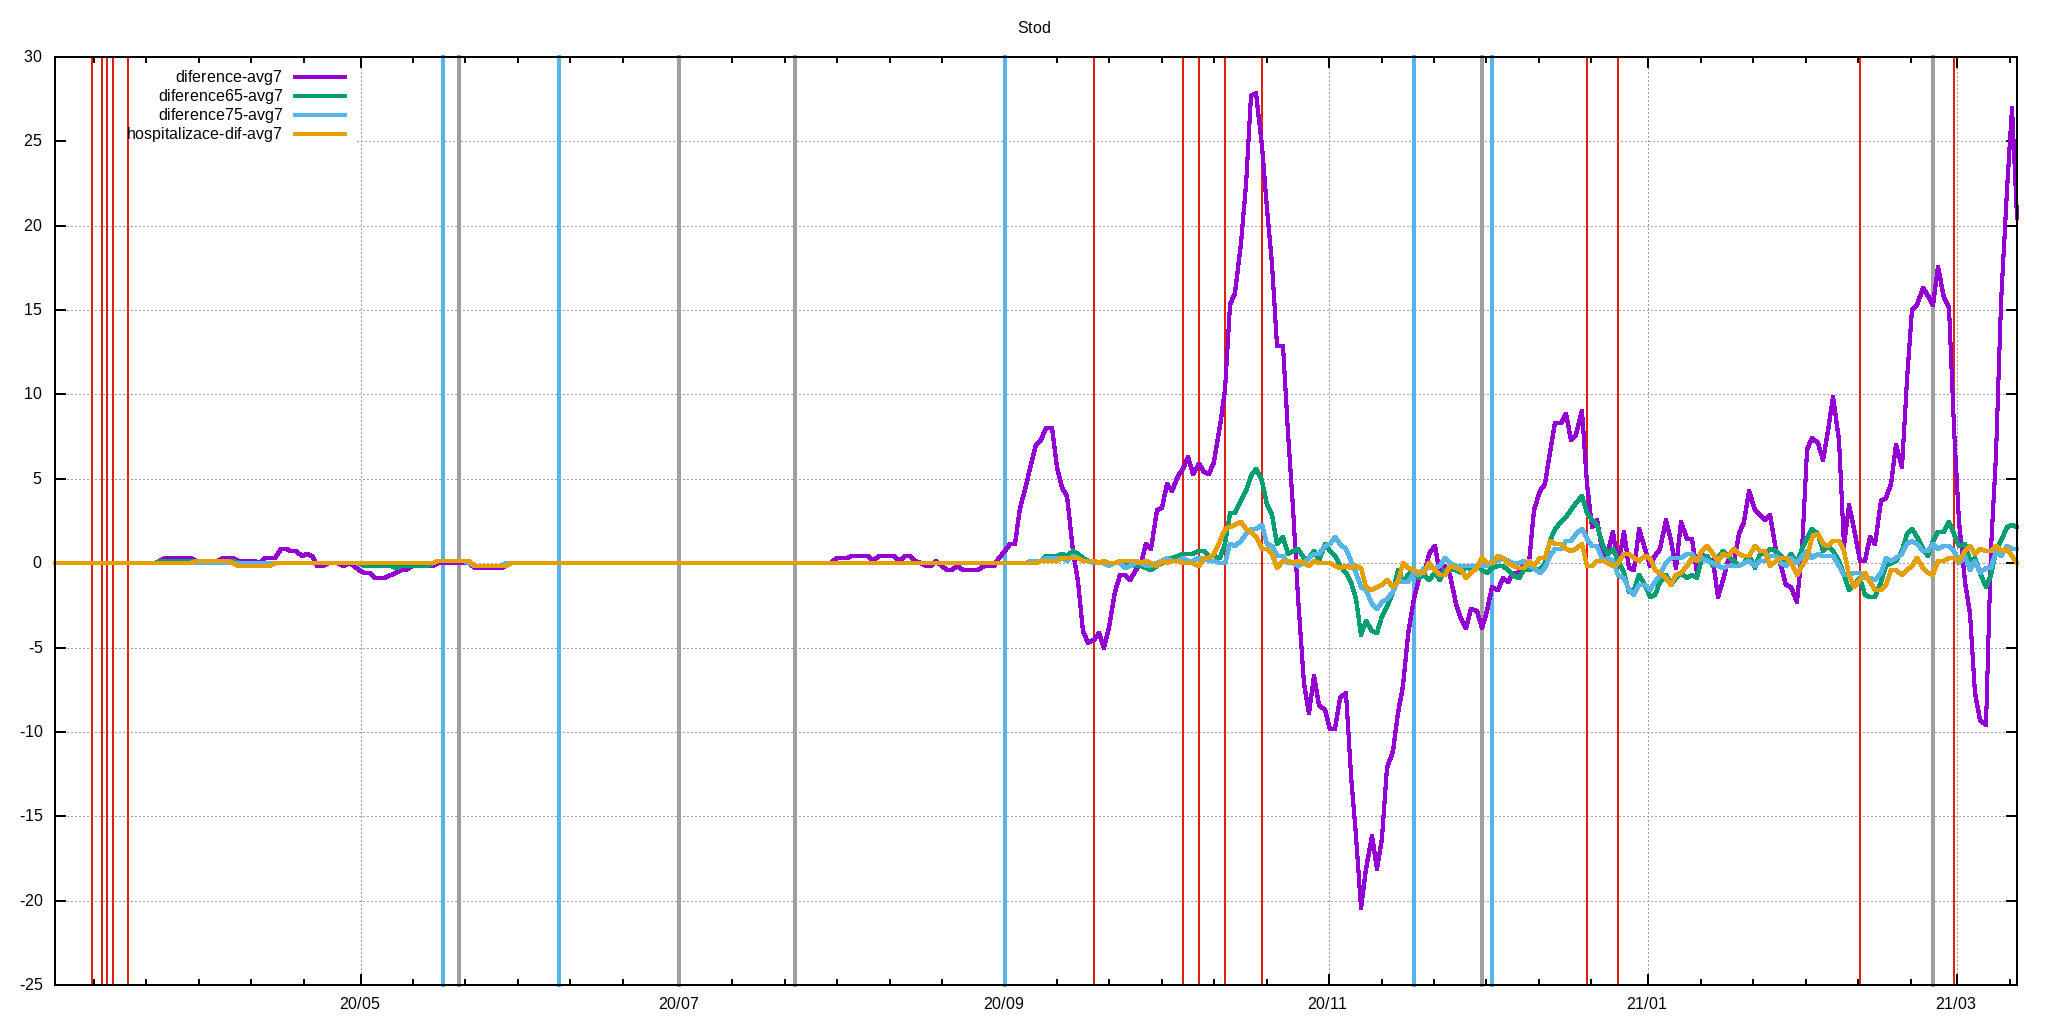 Stod
diference-avg7
diference65-avg7
diference75-avg7
hospitalizace-dif-avg7
30
25
20
15
10
5
0
-5
-10
-15
-20
-25
20/05 20/07 20/09 20/11 21/01 21/03